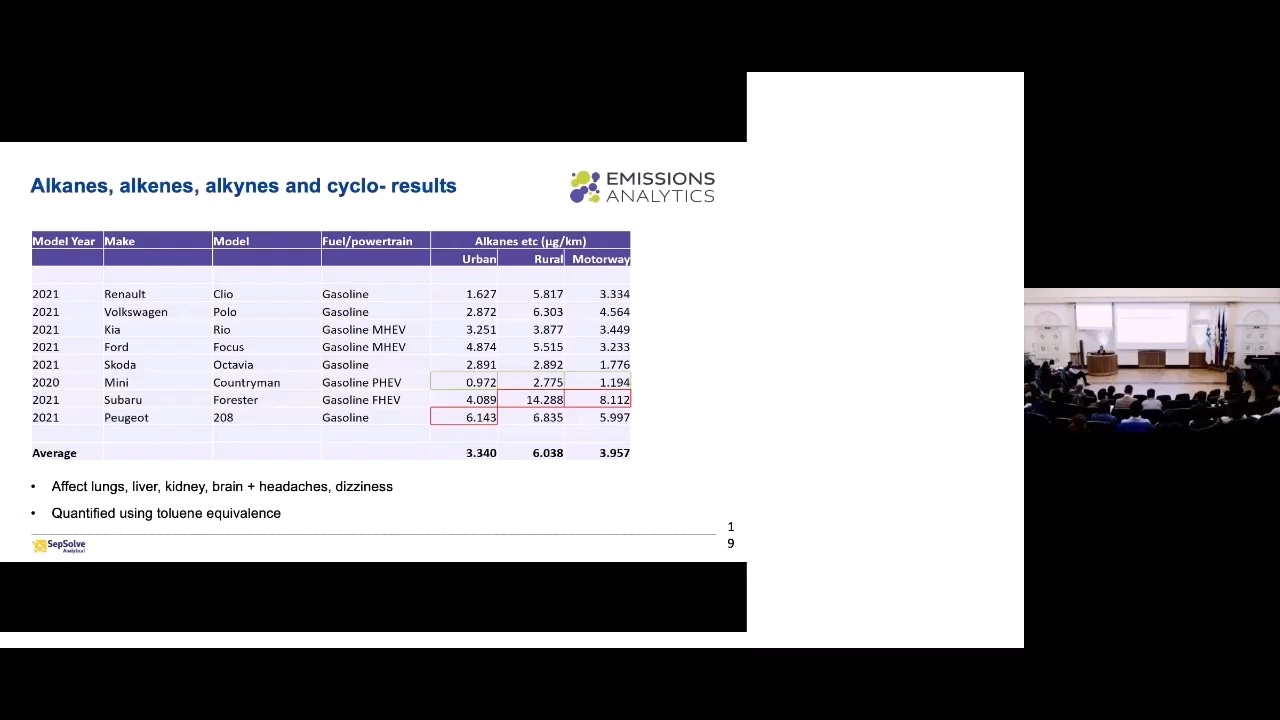 Alkanes, alkenes, alkynes and cyclo- results
EMISSIONS
ANALYTICS
Model Year Make Model Fuel/powertrain Alkanes etc (µg/km)
Urban Rural Motorway
2021 Renault Clio Gasoline 1.627 5.817 3.334
2021 Volkswagen Polo Gasoline 2.872 6.303 4.564
2021 Kia Rio Gasoline MHEV 3.251 3.877 3.449
2021 Ford Focus Gasoline MHEV 4.874 5.515 3.233
2021 Skoda Octavia Gasoline 2.891 2.892 1.776
2020 Mini Countryman Gasoline PHEV 0.972 2.775 1.194
2021 Subaru Forester Gasoline FHEV 4.089 14.288 8.112
2021 Peugeot 208 Gasoline 6.143 6.835 5.997
Average 3.340 6.038 3.957
• Affect lungs, liver, kidney, brain + headaches, dizziness
• Quantified using toluene equivalence
1
9
SepSolve
Analytical